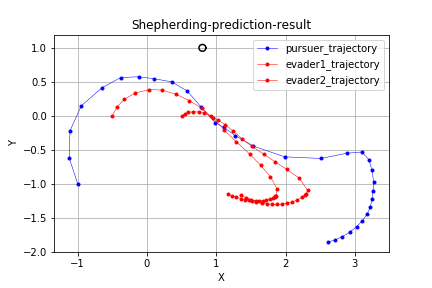 Shepherding-prediction-result
pursuer_trajectory
evader1_trajectory
evader2_trajectory
1.0
0.5
0.0
−0.5
−1.0
−1.5
−2.0
Y
−1
0
1
2
3
X